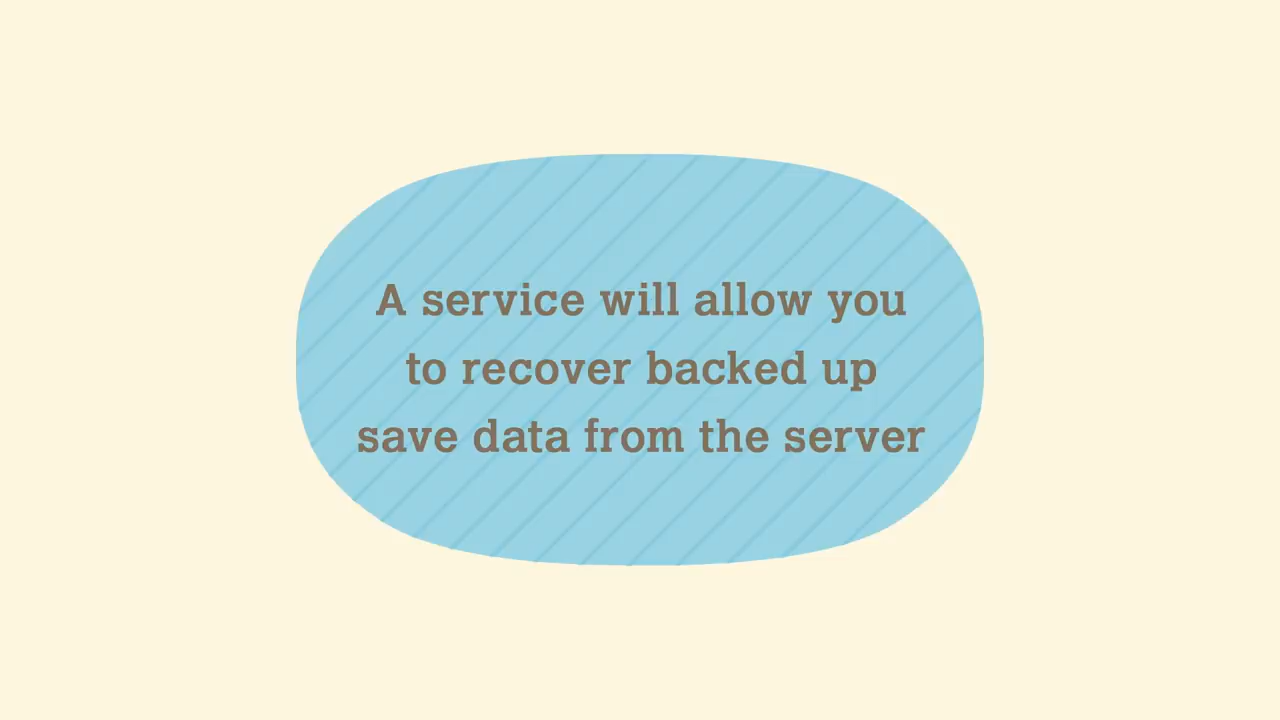 A service will allow you
to recover backed up
save data from the server